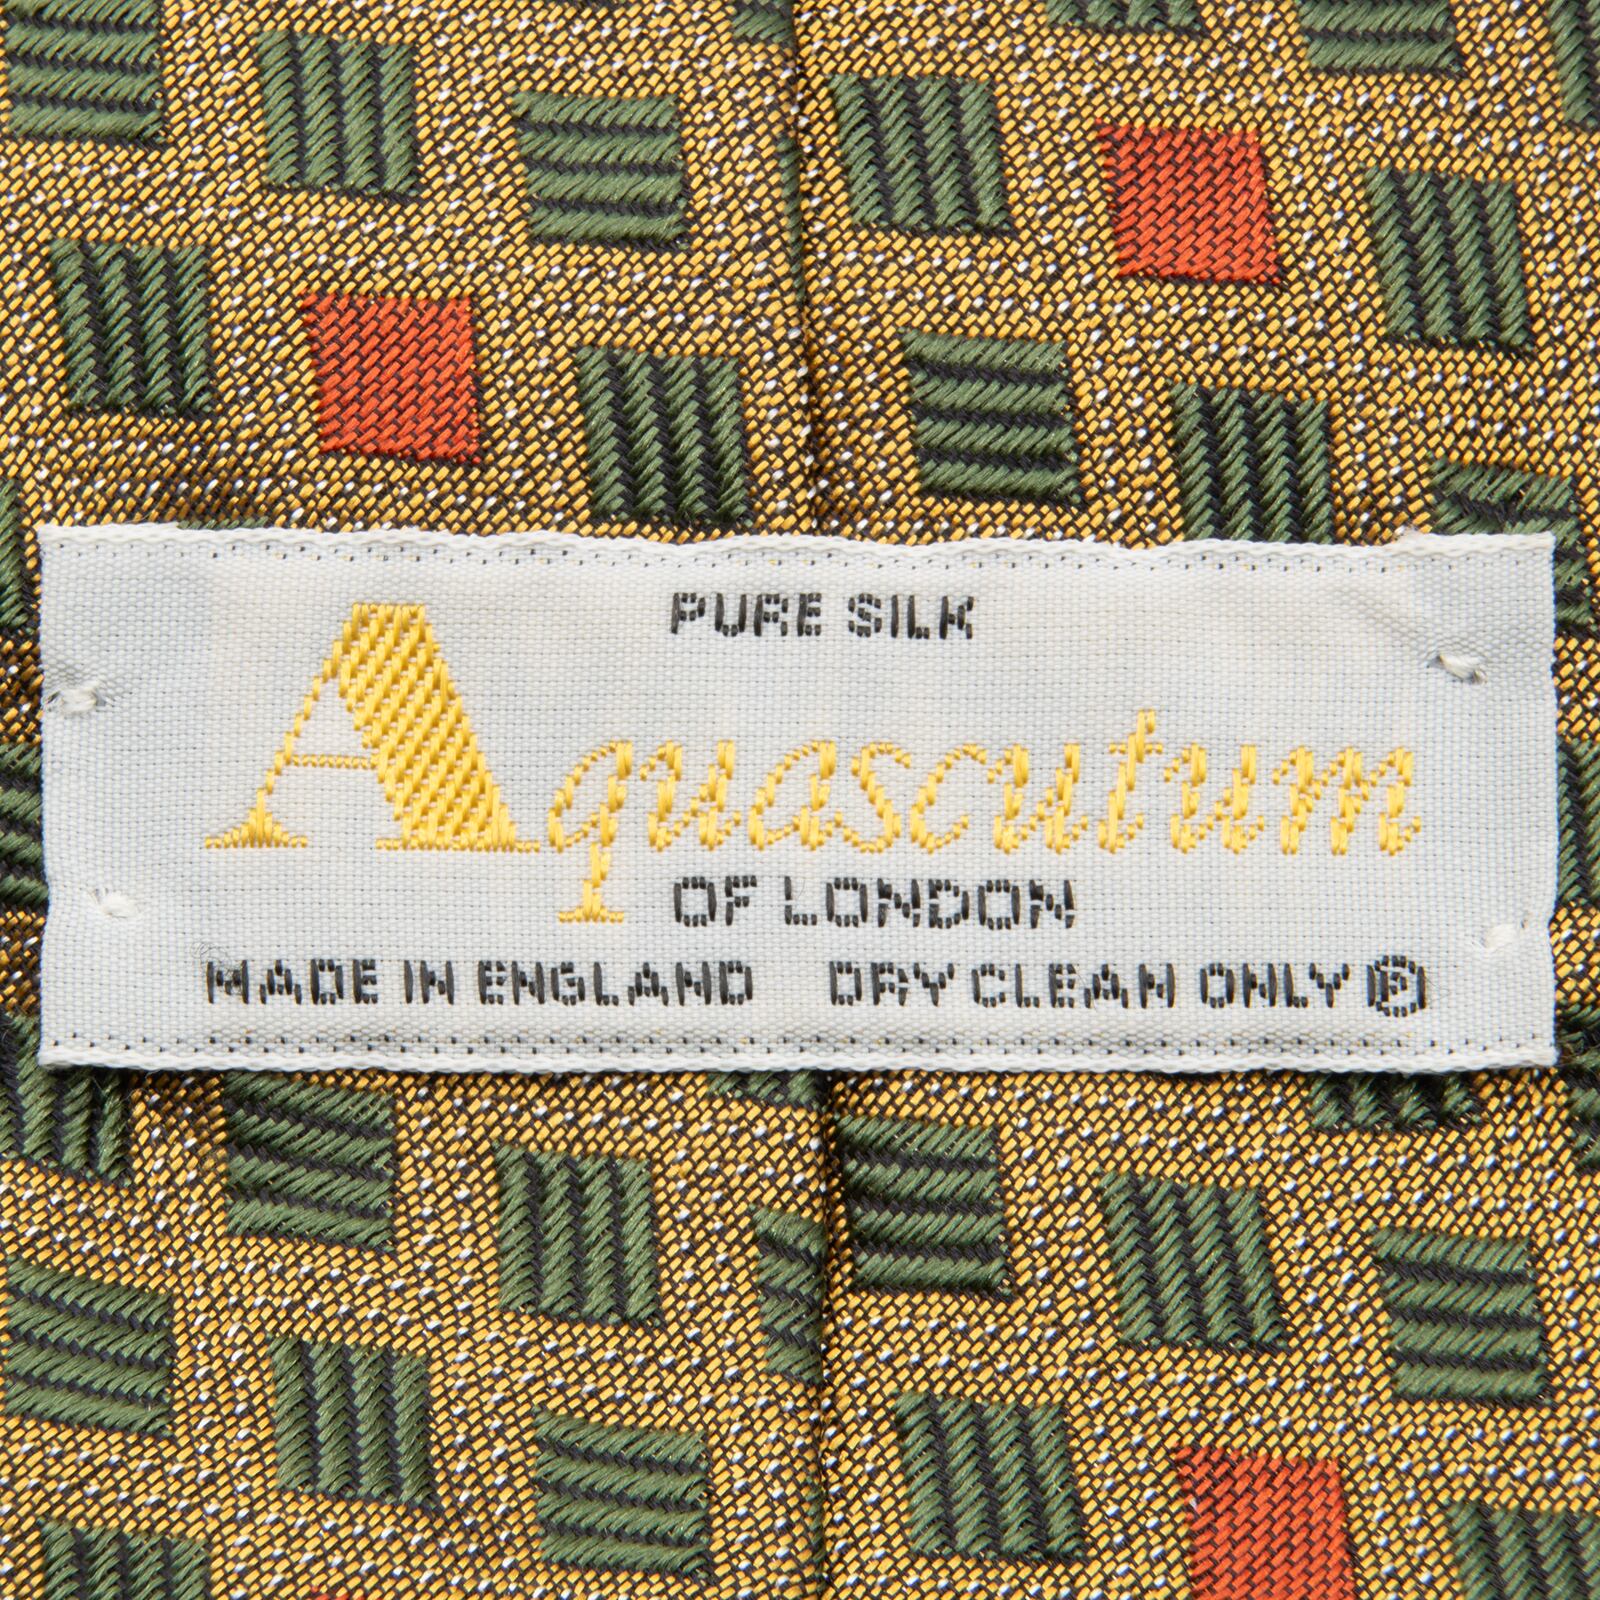 PURE SILK
Aquascutum
OF LONDON
MADE IN ENGLAND DRY CLEAN ONLY Ⓟ